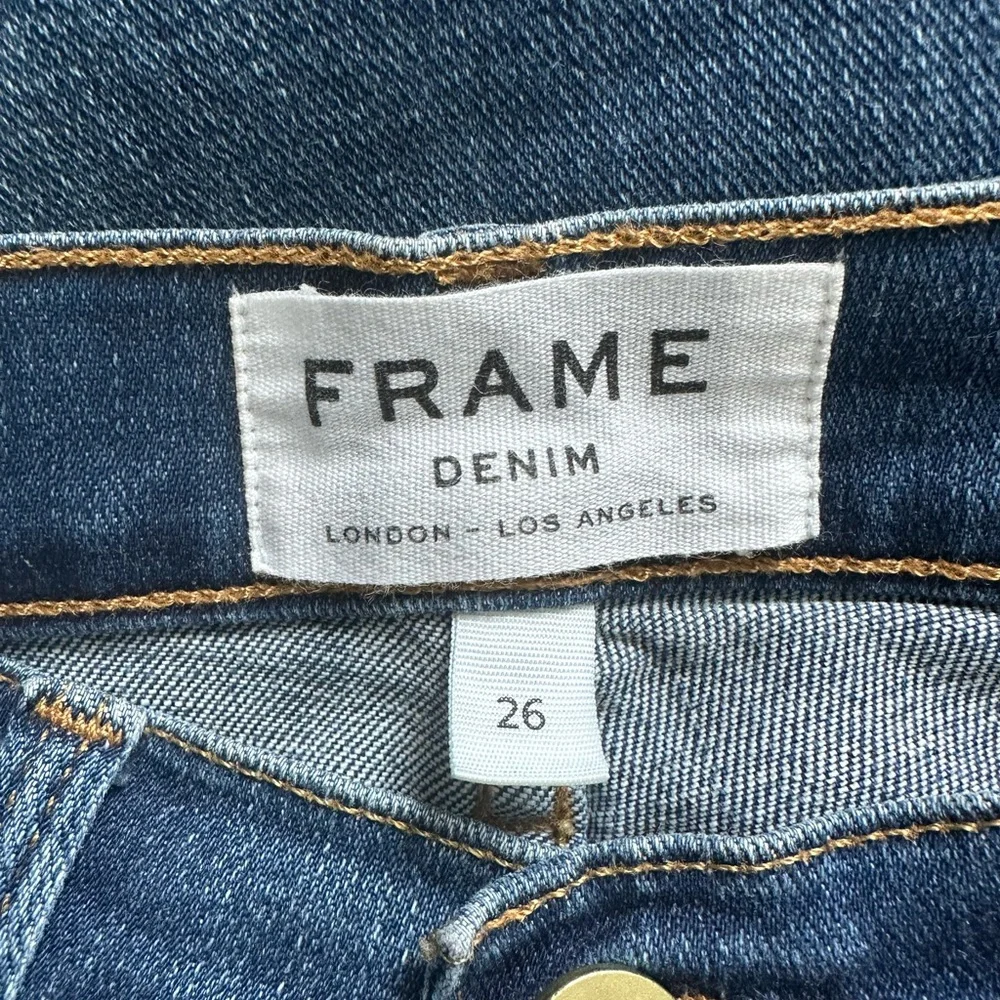 FRAME
DENIM
LONDON - LOS ANGELES
26